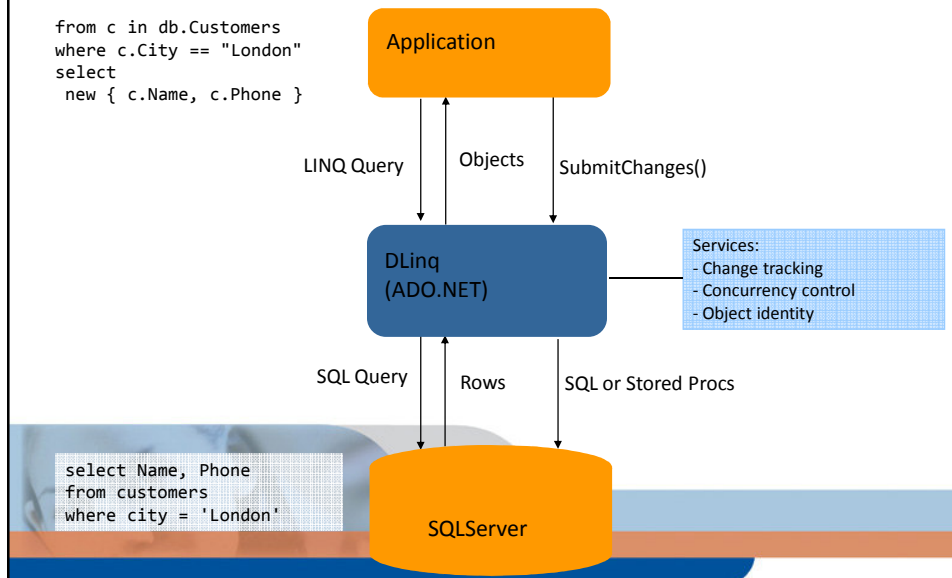 from c in db.Customers
where c.City == "London"
select
new { c.Name, c.Phone }
Application
LINQ Query
Objects
SubmitChanges()
DLinq
(ADO.NET)
Services:
- Change tracking
- Concurrency control
- Object identity
SQL Query
Rows
SQL or Stored Procs
select Name, Phone
from customers
where city = 'London'
SQLServer